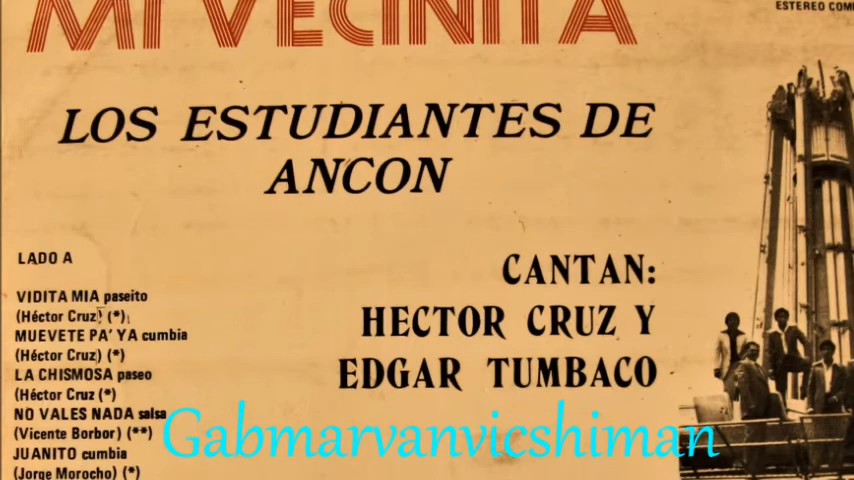 MI VECINITA
ESTEREO COM
LOS ESTUDIANTES DE
ANCON
LADO A
VIDITA MIA paseito
(Héctor Cruz) (*)
MUEVETE PA' YA cumbia
(Héctor Cruz) (*)
LA CHISMOSA paseo
(Héctor Cruz (*)
NO VALES NADA salsa
(Vicente Borbor) (**)
JUANITO cumbia
(Jorge Morocho) (*)
CANTAN:
HECTOR CRUZ Y
EDGAR TUMBACO
Gabmarvanvicshiman